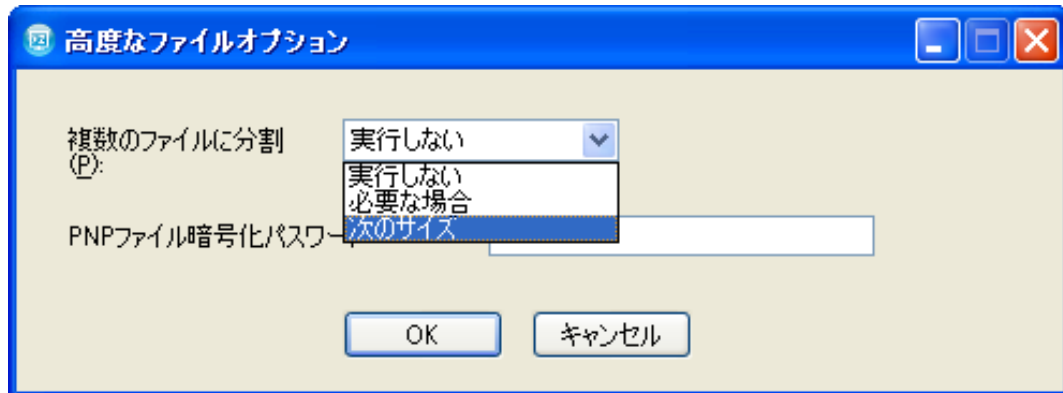 高度なファイルオプション
複数のファイルに分割 実行しない
(P):
実行しない
必要な場合
次のサイズ
PNPファイル暗号化パスワー
OK キャンセル